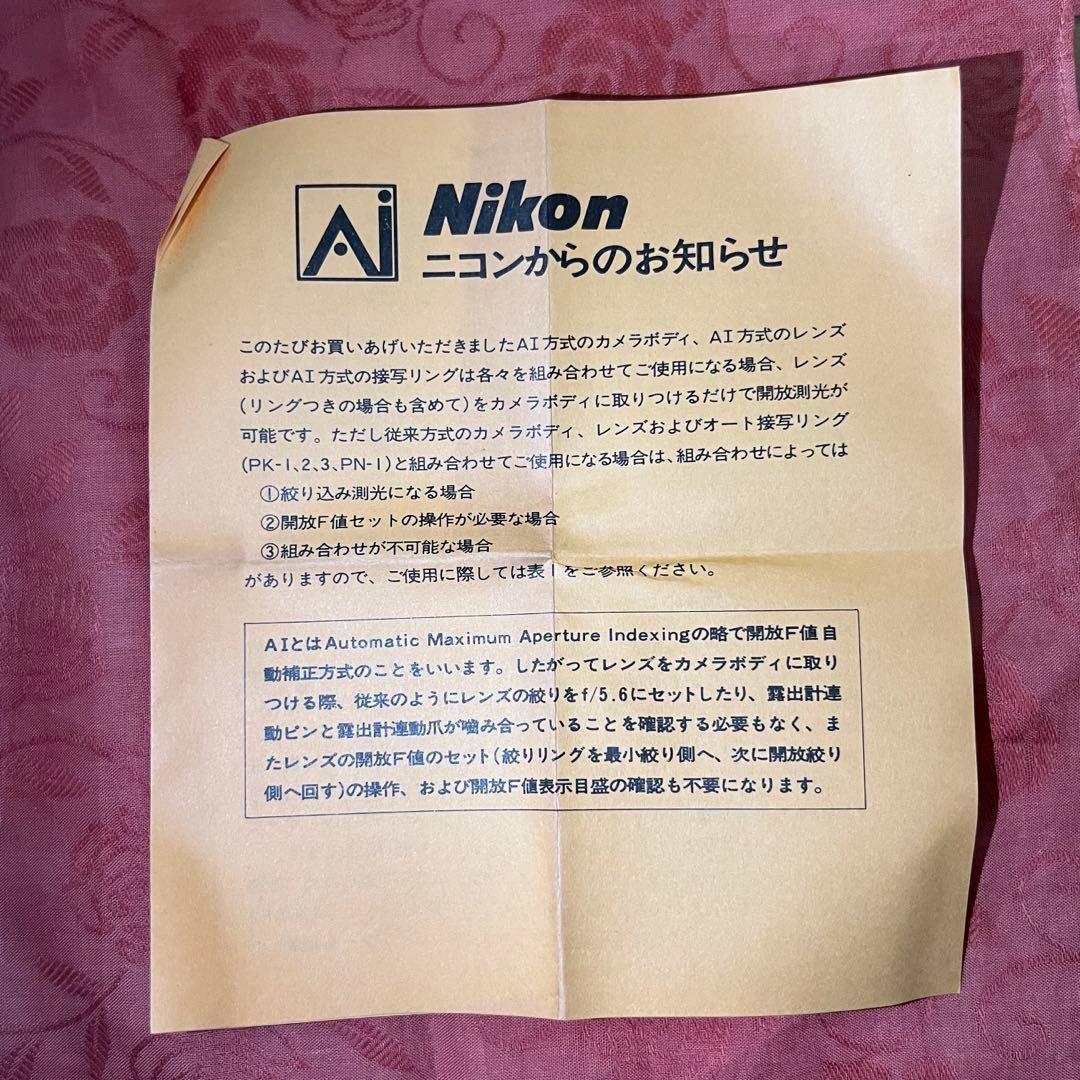 Ai Nikon
ニコンからのお知らせ
このたびお買いあげいただきましたAI方式のカメラボディ、AI方式のレンズ
およびAI方式の接写リングは各々を組み合わせてご使用になる場合、レンズ
(リングつきの場合も含めて)をカメラボディに取りつけるだけで開放測光が
可能です。ただし従来方式のカメラボディ、レンズおよびオート接写リング
(PK-1、2、3、PN-1)と組み合わせてご使用になる場合は、組み合わせによっては
①絞り込み測光になる場合
②開放F値セットの操作が必要な場合
③組み合わせが不可能な場合
がありますので、ご使用に際しては表1をご参照ください。
AIとはAutomatic Maximum Aperture Indexingの略で開放F値自
動補正方式のことをいいます。したがってレンズをカメラボディに取り
つける際、従来のようにレンズの絞りをf/5.6にセットしたり、露出計連
動ピンと露出計連動爪が噛み合っていることを確認する必要もなく、ま
たレンズの開放F値のセット(絞りリングを最小絞り側へ、次に開放絞り
側へ回す)の操作、および開放F値表示目盛の確認も不要になります。